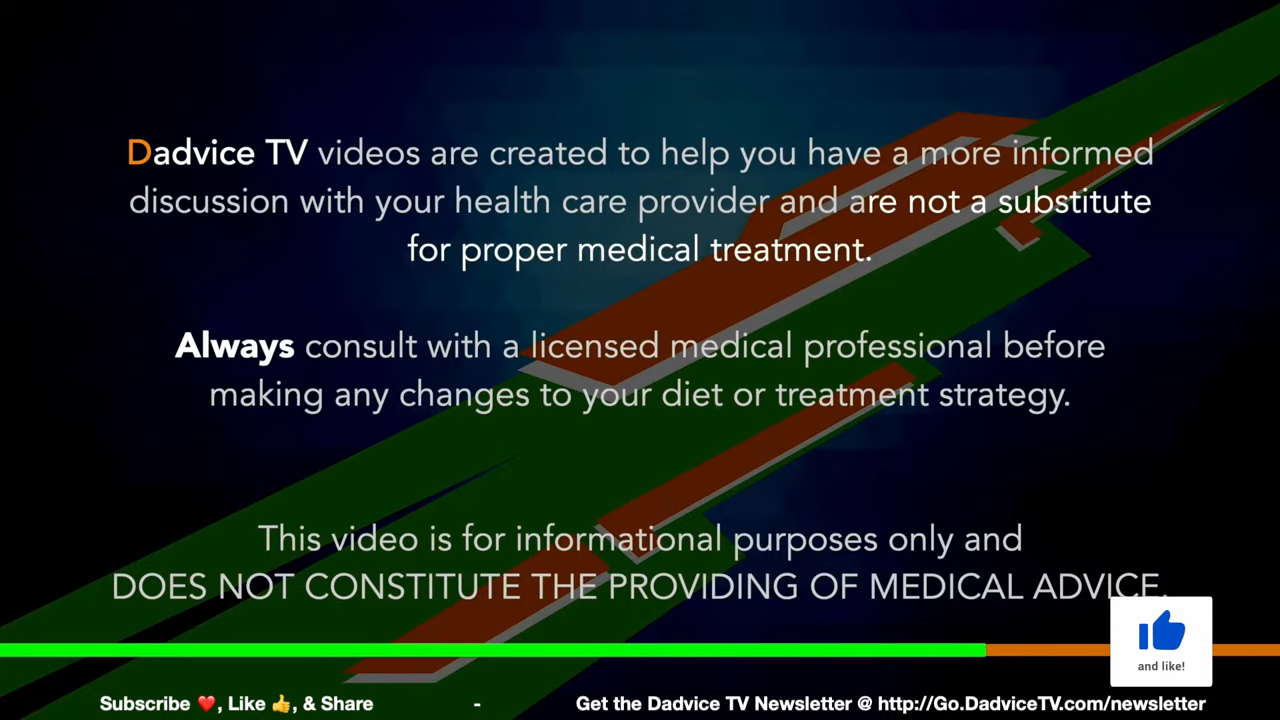 Dadvice TV videos are created to help you have a more informed
discussion with your health care provider and are not a substitute
for proper medical treatment.
Always consult with a licensed medical professional before
making any changes to your diet or treatment strategy.
This video is for informational purposes only and
DOES NOT CONSTITUTE THE PROVIDING OF MEDICAL ADVICE.
and like!
Subscribe ❤️, Like 👍, & Share - Get the Dadvice TV Newsletter @ http://Go.DadviceTV.com/newsletter